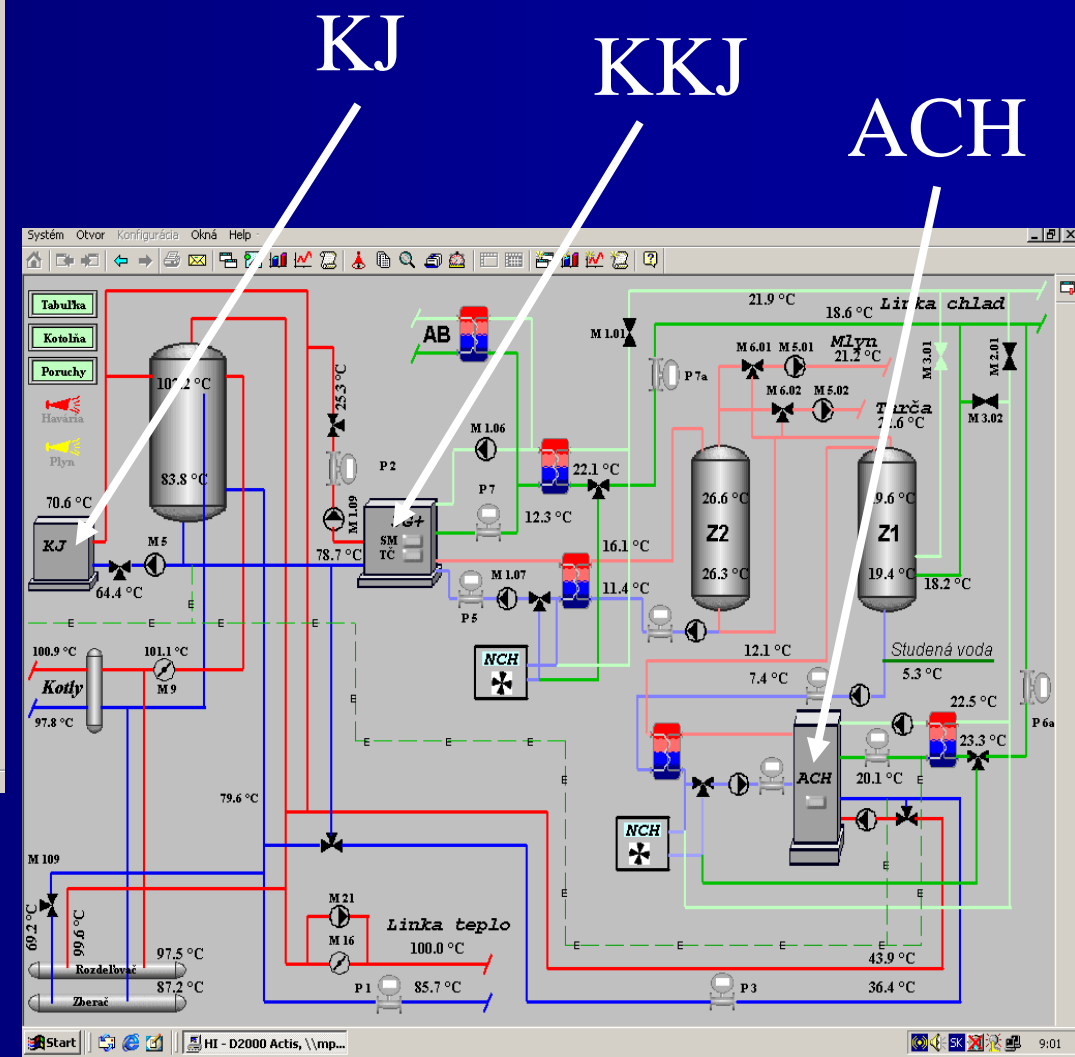 KJ
KKJ
ACH
Systém Otvor Konfigurácia Okná Help
Tabuľka
Kotolňa
Poruchy
Havária
Plyn
AB
21.9 °C
Linka chlad
18.6 °C
M 1.01
M 3.01
M 2.01
M 6.01 M 5.01 Mlyn
21.2 °C
P 7a
M 6.02 M 5.02
Turča
M 3.02
102.2 °C
25.3 °C
83.8 °C
P 2
M 1.06
P 7
22.1 °C
12.3 °C
70.6 °C
KJ
M 5
64.4 °C
M 1.09
78.7 °C
SM
TČ
26.6 °C
Z2
26.3 °C
19.6 °C
Z1
19.4 °C
18.2 °C
16.1 °C
M 1.07
11.4 °C
P 5
NCH
12.1 °C
7.4 °C
Studená voda
5.3 °C
E E E E
E
E
100.9 °C
101.1 °C
Kotly
M 9
97.8 °C
22.5 °C
P 6a
23.3 °C
20.1 °C
ACH
NCH
E E E
E
E
E
E
79.6 °C
M 109
69.2 °C
99.6 °C
M 21
Linka teplo
M 16
100.0 °C
97.5 °C
Rozdeľovač
87.2 °C
Zberač
P 1
85.7 °C
E E E E
43.9 °C
P 3
36.4 °C
Start
HI - D2000 Actis, \\mp...
SK
9:01